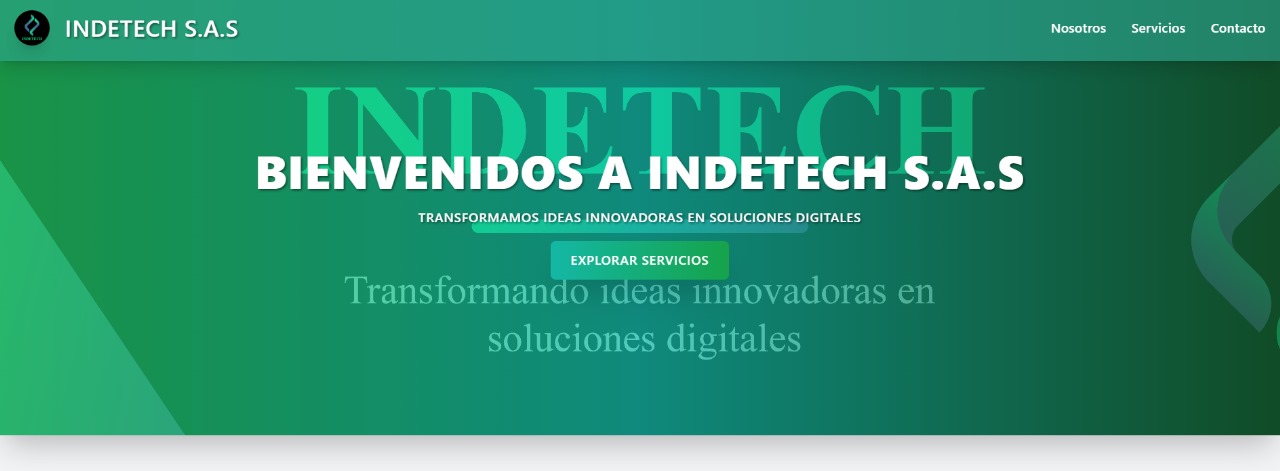 INDETECH
INDETECH S.A.S
Nosotros
Servicios
Contacto
INDETECH
BIENVENIDOS A INDETECH S.A.S
TRANSFORMAMOS IDEAS INNOVADORAS EN SOLUCIONES DIGITALES
EXPLORAR SERVICIOS
Transformando ideas innovadoras en
soluciones digitales